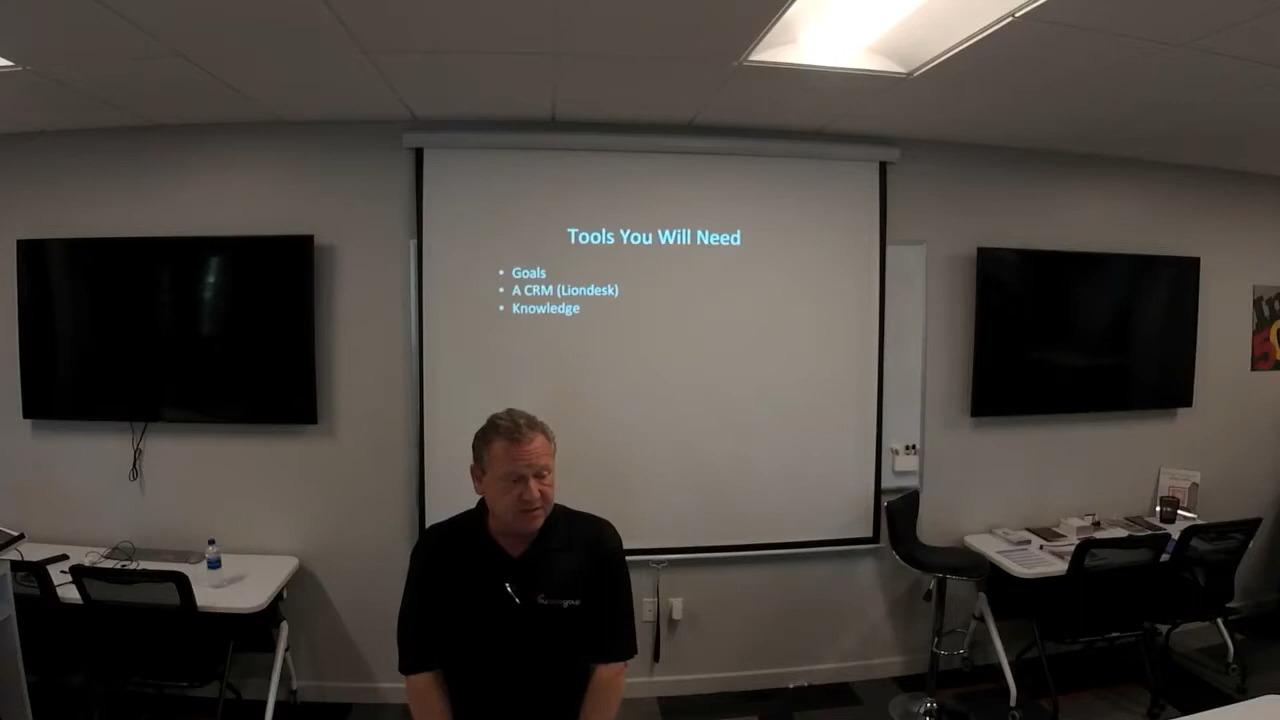 Tools You Will Need
• Goals
• A CRM (Liondesk)
• Knowledge